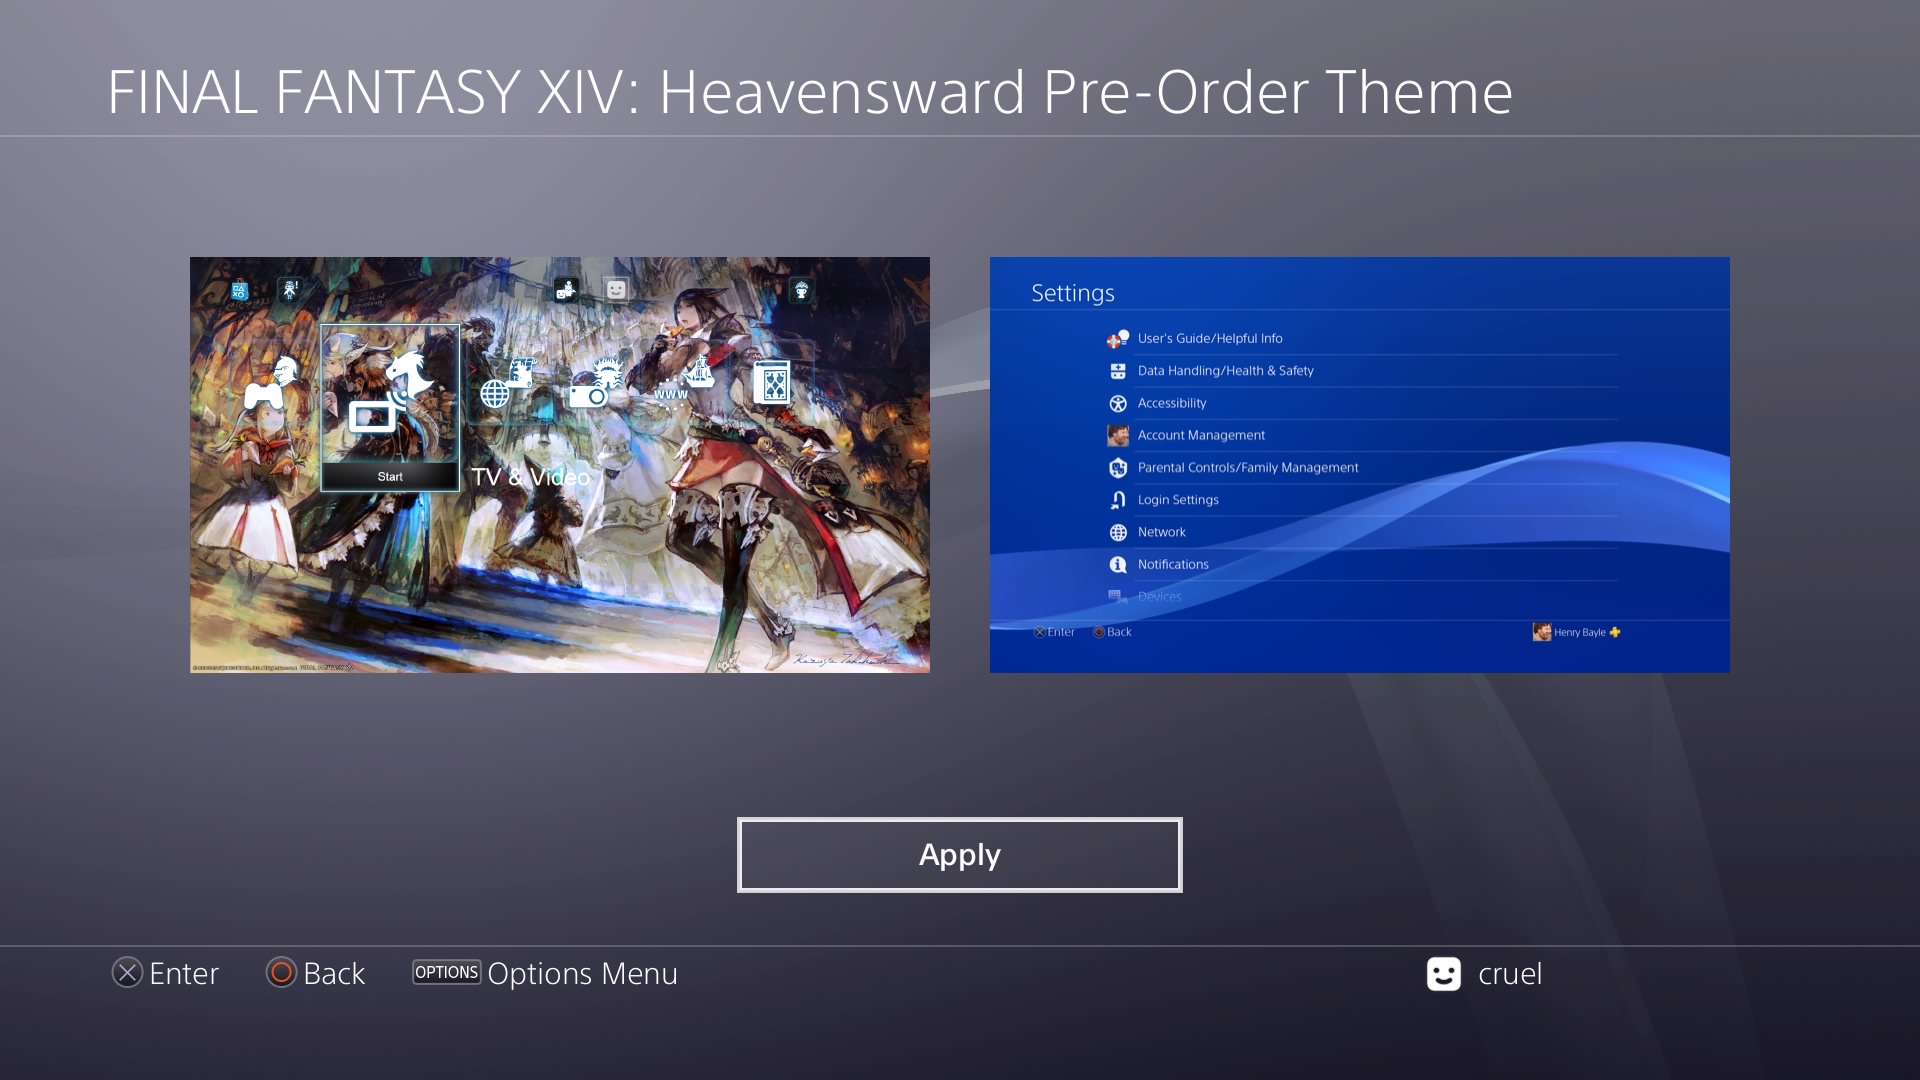 FINAL FANTASY XIV: Heavensward Pre-Order Theme
www
Start
TV & Video
Settings
User's Guide/Helpful Info
Data Handling/Health & Safety
Accessibility
Account Management
Parental Controls/Family Management
Login Settings
Network
Notifications
Devices
Enter
Back
Henry Bayle
Apply
Enter
Back
OPTIONS Options Menu
cruel